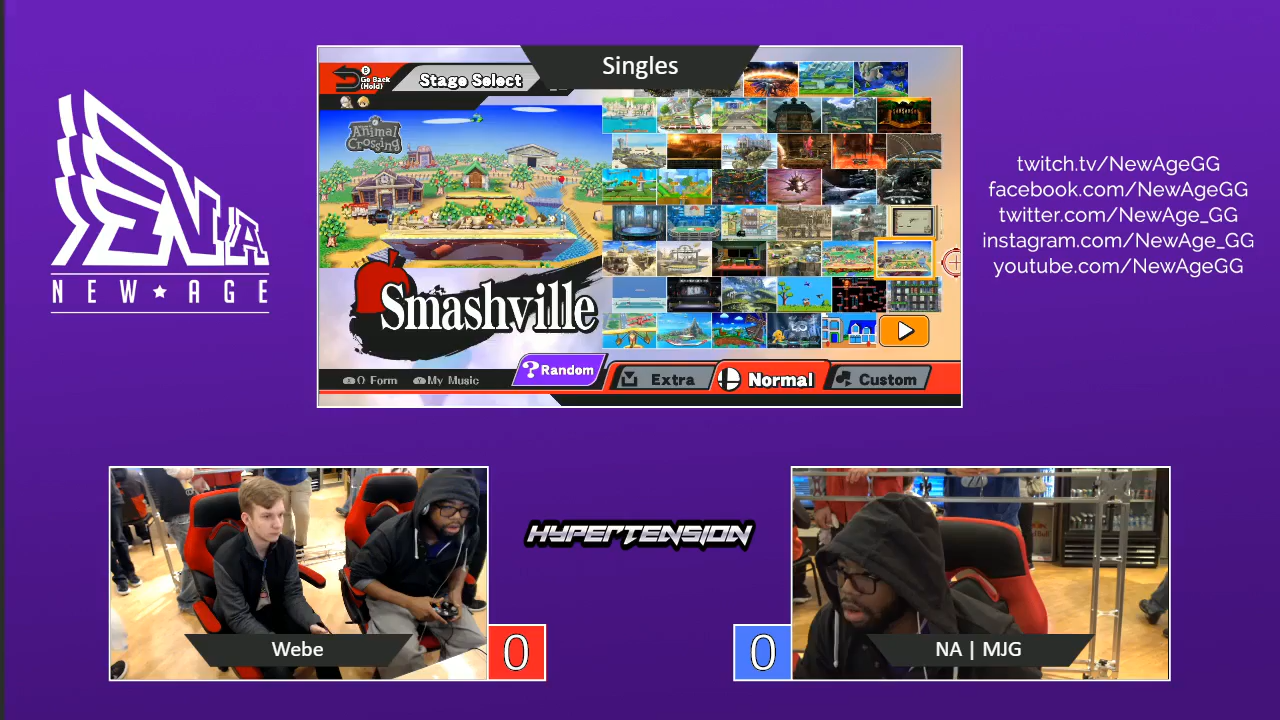 Singles
B
Go Back
(Hold)
Stage Select
Animal
Crossing
Smashville
Ω Form
My Music
? Random
Extra
Normal
Custom
NEW AGE
twitch.tv/NewAgeGG
facebook.com/NewAgeGG
twitter.com/NewAge_GG
instagram.com/NewAge_GG
youtube.com/NewAgeGG
HYPERTENSION
Webe
0
0
NA | MJG